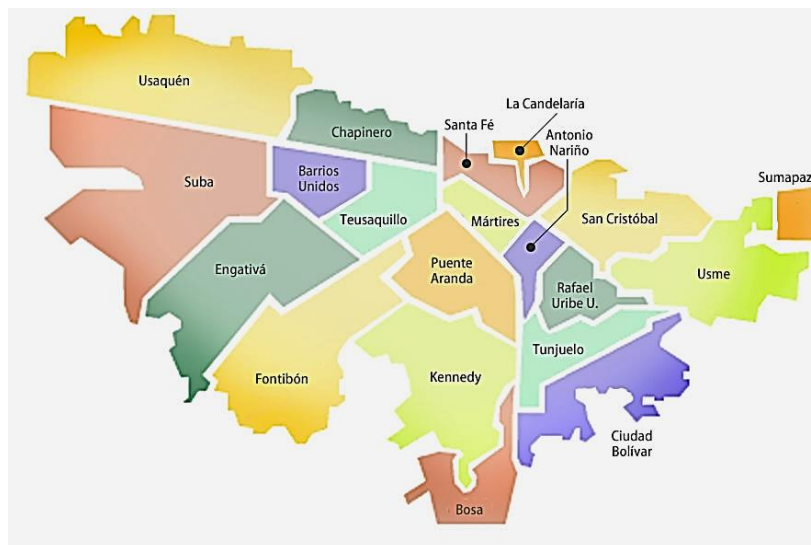 Usaquén
La Candelaría
Santa Fé
Antonio
Nariño
Chapinero
Barrios
Unidos
Suba
Sumapaz
Teusaquillo
Mártires
San Cristóbal
Engativá
Puente
Aranda
Usme
Rafael
Uribe U.
Tunjuelo
Fontibón
Kennedy
Ciudad
Bolívar
Bosa